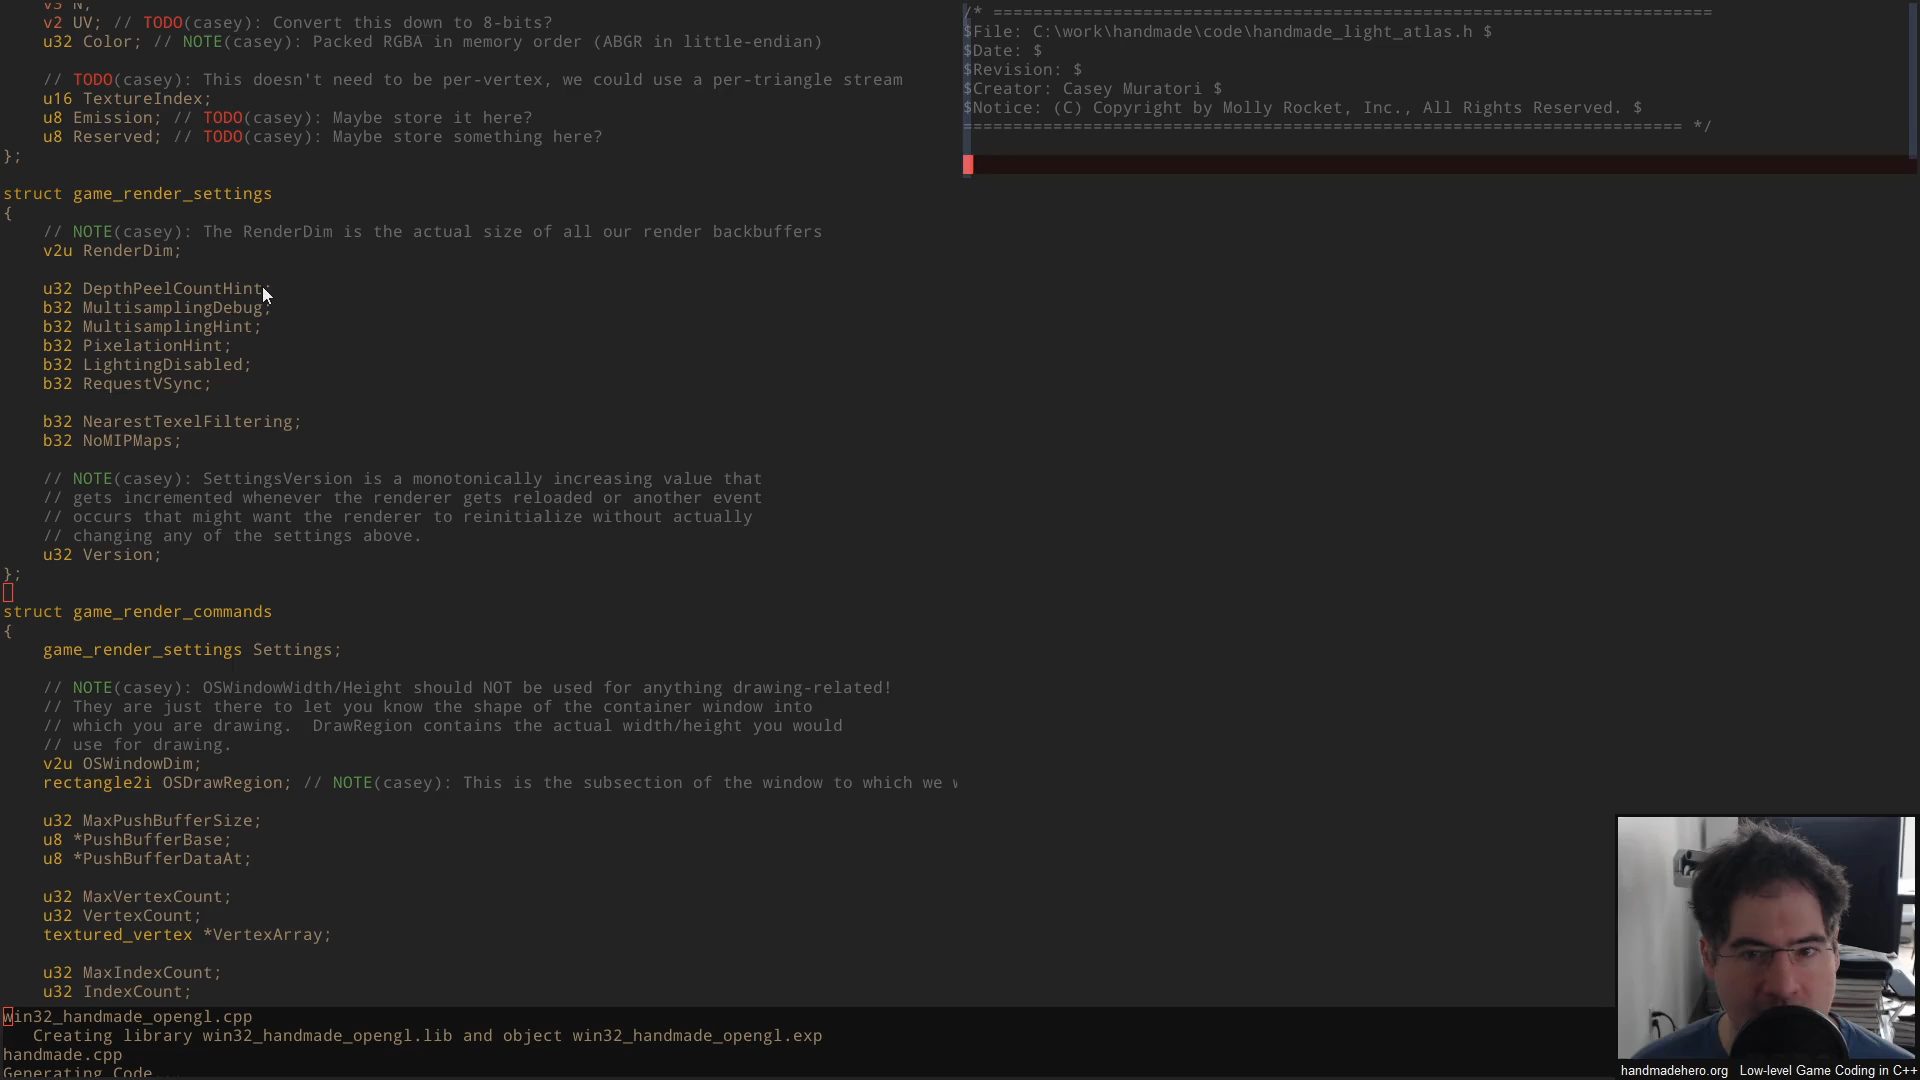 v3 N;
v2 UV; // TODO(casey): Convert this down to 8-bits?
u32 Color; // NOTE(casey): Packed RGBA in memory order (ABGR in little-endian)
// TODO(casey): This doesn't need to be per-vertex, we could use a per-triangle stream
u16 TextureIndex;
u8 Emission; // TODO(casey): Maybe store it here?
u8 Reserved; // TODO(casey): Maybe store something here?
};
struct game_render_settings
{
// NOTE(casey): The RenderDim is the actual size of all our render backbuffers
v2u RenderDim;
u32 DepthPeelCountHint;
b32 MultisamplingDebug;
b32 MultisamplingHint;
b32 PixelationHint;
b32 LightingDisabled;
b32 RequestVSync;
b32 NearestTexelFiltering;
b32 NoMIPMaps;
// NOTE(casey): SettingsVersion is a monotonically increasing value that
// gets incremented whenever the renderer gets reloaded or another event
// occurs that might want the renderer to reinitialize without actually
// changing any of the settings above.
u32 Version;
};
struct game_render_commands
{
game_render_settings Settings;
// NOTE(casey): OSWindowWidth/Height should NOT be used for anything drawing-related!
// They are just there to let you know the shape of the container window into
// which you are drawing.  DrawRegion contains the actual width/height you would
// use for drawing.
v2u OSWindowDim;
rectangle2i OSDrawRegion; // NOTE(casey): This is the subsection of the window to which we
u32 MaxPushBufferSize;
u8 *PushBufferBase;
u8 *PushBufferDataAt;
u32 MaxVertexCount;
u32 VertexCount;
textured_vertex *VertexArray;
u32 MaxIndexCount;
u32 IndexCount;
/* ========================================================================
$File: C:\work\handmade\code\handmade_light_atlas.h $
$Date: $
$Revision: $
$Creator: Casey Muratori $
$Notice: (C) Copyright by Molly Rocket, Inc., All Rights Reserved. $
======================================================================== */
win32_handmade_opengl.cpp
Creating library win32_handmade_opengl.lib and object win32_handmade_opengl.exp
handmade.cpp
Generating Code...
handmadehero.org Low-level Game Coding in C++